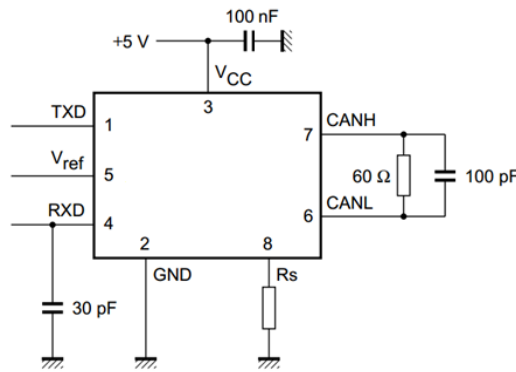 100 nF
+5 V
VCC
3
TXD
1
7
CANH
Vref
5
60 Ω
100 pF
RXD
4
6
CANL
2
8
GND
Rs
30 pF